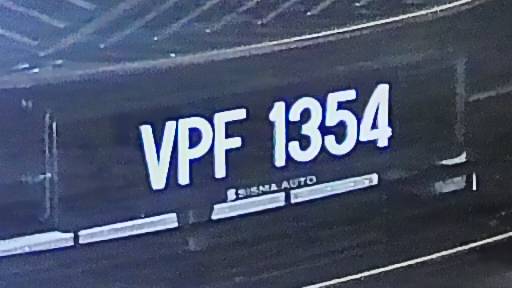 VPF 1354
SISMA AUTO